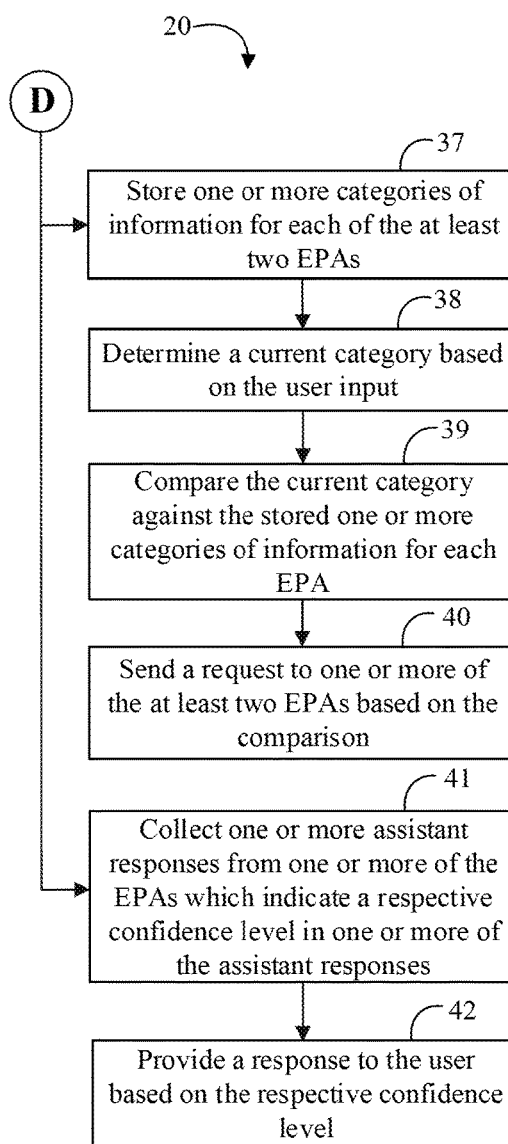 20
D
37
Store one or more categories of
information for each of the at least
two EPAs
38
Determine a current category based
on the user input
39
Compare the current category
against the stored one or more
categories of information for each
EPA
40
Send a request to one or more of
the at least two EPAs based on the
comparison
41
Collect one or more assistant
responses from one or more of the
EPAs which indicate a respective
confidence level in one or more of
the assistant responses
42
Provide a response to the user
based on the respective confidence
level